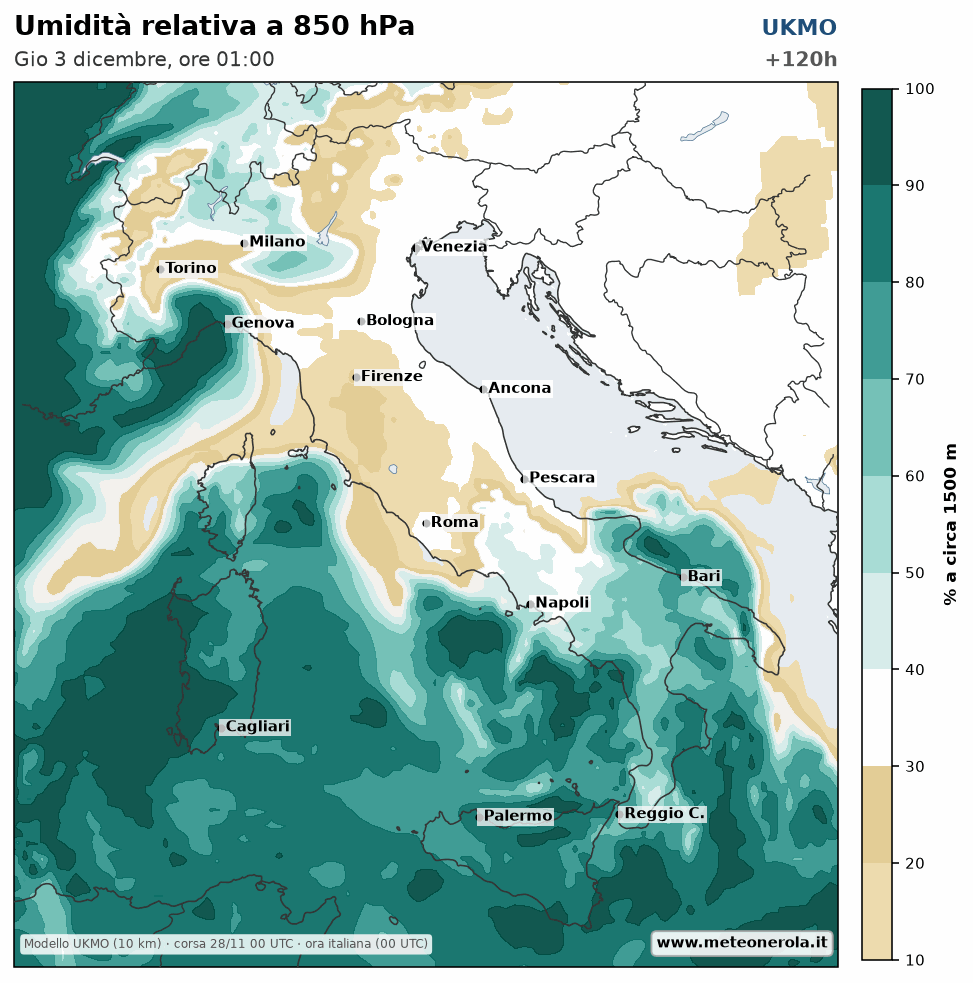 Umidità relativa a 850 hPa
UKMO
Gio 3 dicembre, ore 01:00
+120h
100
90
80
70
60
50
40
30
20
10
% a circa 1500 m
Milano
Venezia
Torino
Genova
Bologna
Firenze
Ancona
Pescara
Roma
Bari
Napoli
Cagliari
Palermo
Reggio C.
Modello UKMO (10 km) · corsa 28/11 00 UTC · ora italiana (00 UTC)
www.meteonerola.it